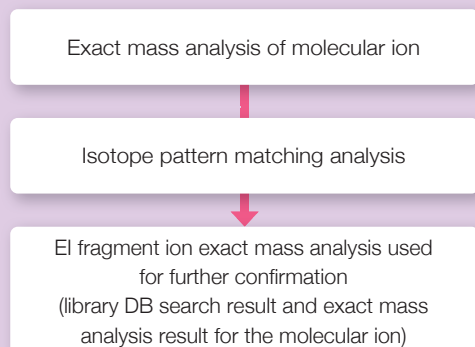 Exact mass analysis of molecular ion
Isotope pattern matching analysis
EI fragment ion exact mass analysis used
for further confirmation
(library DB search result and exact mass
analysis result for the molecular ion)